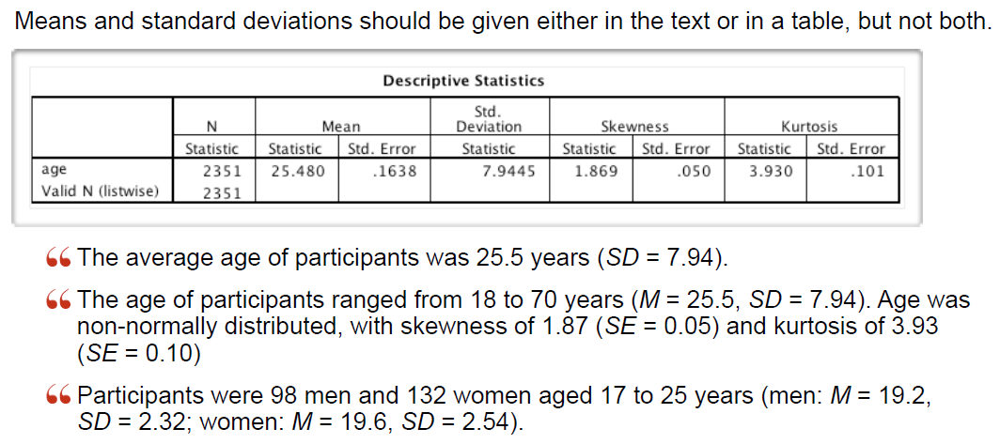 Means and standard deviations should be given either in the text or in a table, but not both.
Descriptive Statistics
N Mean Std. Deviation Skewness Kurtosis
Statistic Statistic Std. Error Statistic Statistic Std. Error Statistic Std. Error
age 2351 25.480 .1638 7.9445 1.869 .050 3.930 .101
Valid N (listwise) 2351
“ The average age of participants was 25.5 years (SD = 7.94).
“ The age of participants ranged from 18 to 70 years (M = 25.5, SD = 7.94). Age was
non-normally distributed, with skewness of 1.87 (SE = 0.05) and kurtosis of 3.93
(SE = 0.10)
“ Participants were 98 men and 132 women aged 17 to 25 years (men: M = 19.2,
SD = 2.32; women: M = 19.6, SD = 2.54).